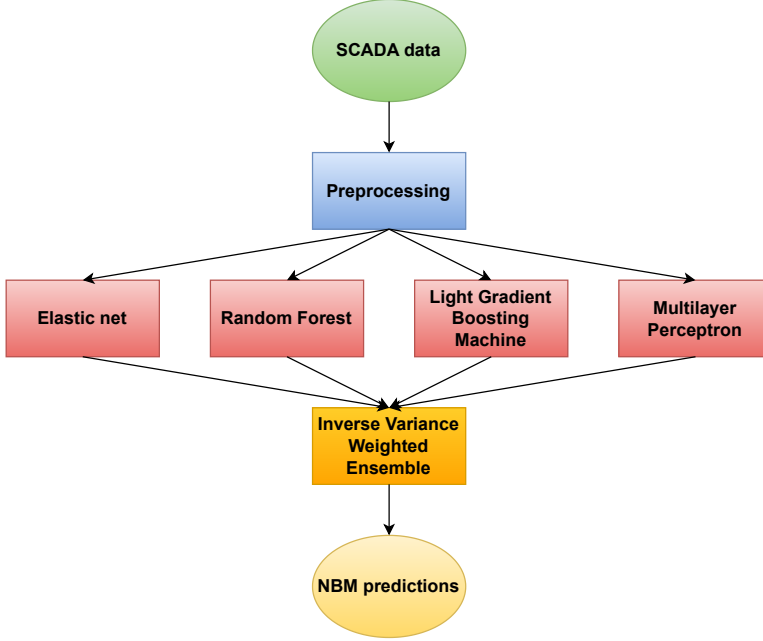 SCADA data
Preprocessing
Elastic net
Random Forest
Light Gradient
Boosting
Machine
Multilayer
Perceptron
Inverse Variance
Weighted
Ensemble
NBM predictions